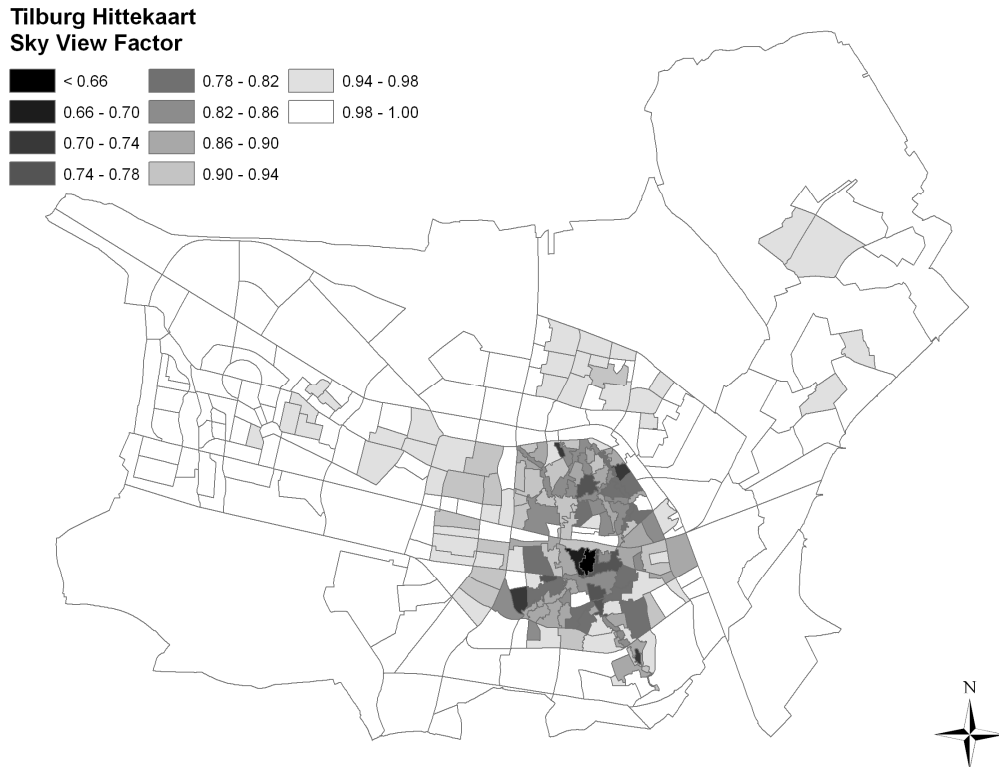 Tilburg Hittekaart
Sky View Factor
< 0.66
0.66 - 0.70
0.70 - 0.74
0.74 - 0.78
0.78 - 0.82
0.82 - 0.86
0.86 - 0.90
0.90 - 0.94
0.94 - 0.98
0.98 - 1.00
N